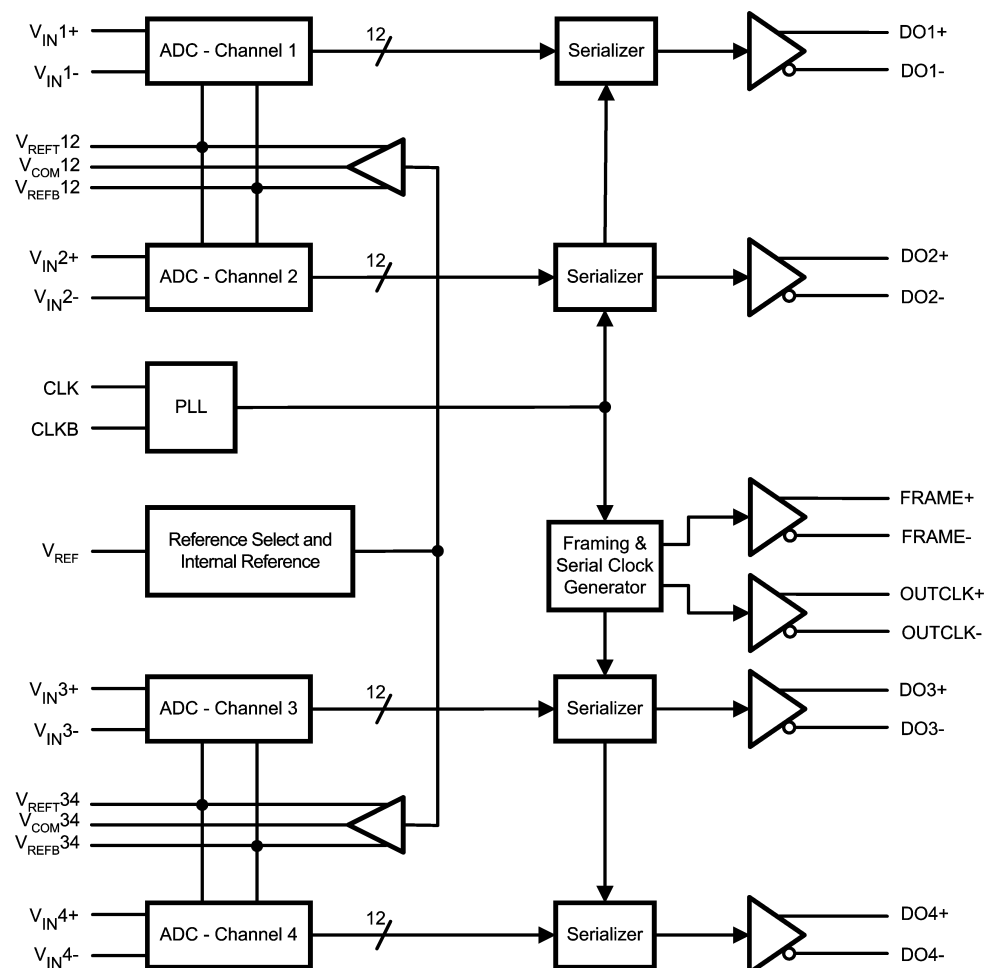 VIN1+
VIN1-
ADC - Channel 1
12
Serializer
DO1+
DO1-
VREFT12
VCOM12
VREFB12
VIN2+
VIN2-
ADC - Channel 2
12
Serializer
DO2+
DO2-
CLK
CLKB
PLL
VREF
Reference Select and
Internal Reference
Framing &
Serial Clock
Generator
FRAME+
FRAME-
OUTCLK+
OUTCLK-
VIN3+
VIN3-
ADC - Channel 3
12
Serializer
DO3+
DO3-
VREFT34
VCOM34
VREFB34
VIN4+
VIN4-
ADC - Channel 4
12
Serializer
DO4+
DO4-